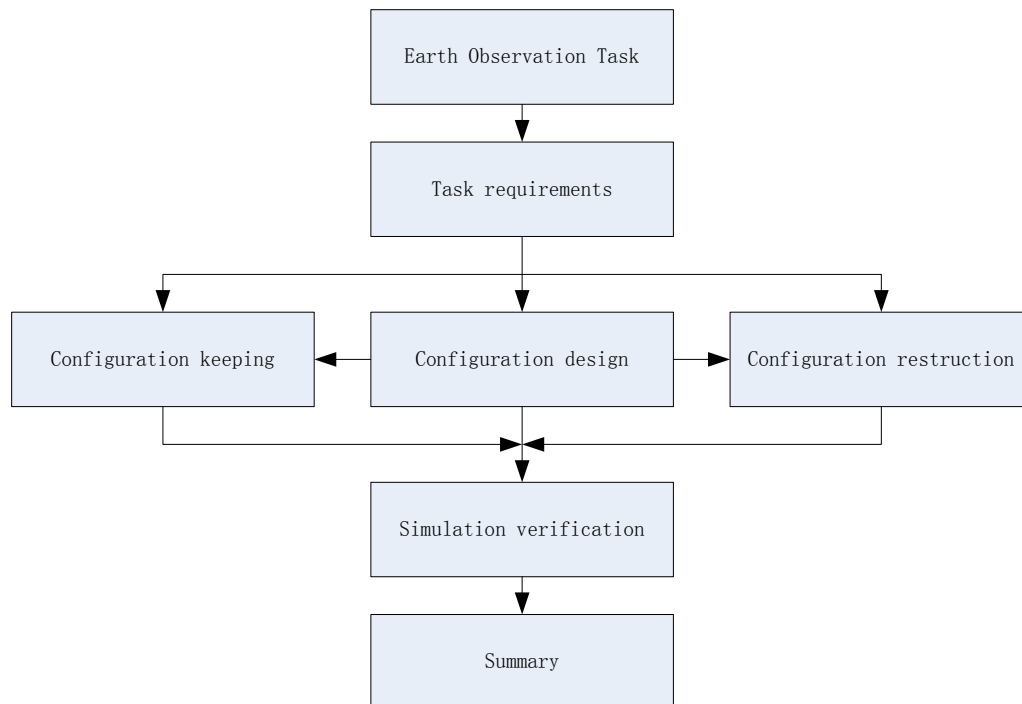 Earth Observation Task
Task requirements
Configuration keeping
Configuration design
Configuration restruction
Simulation verification
Summary